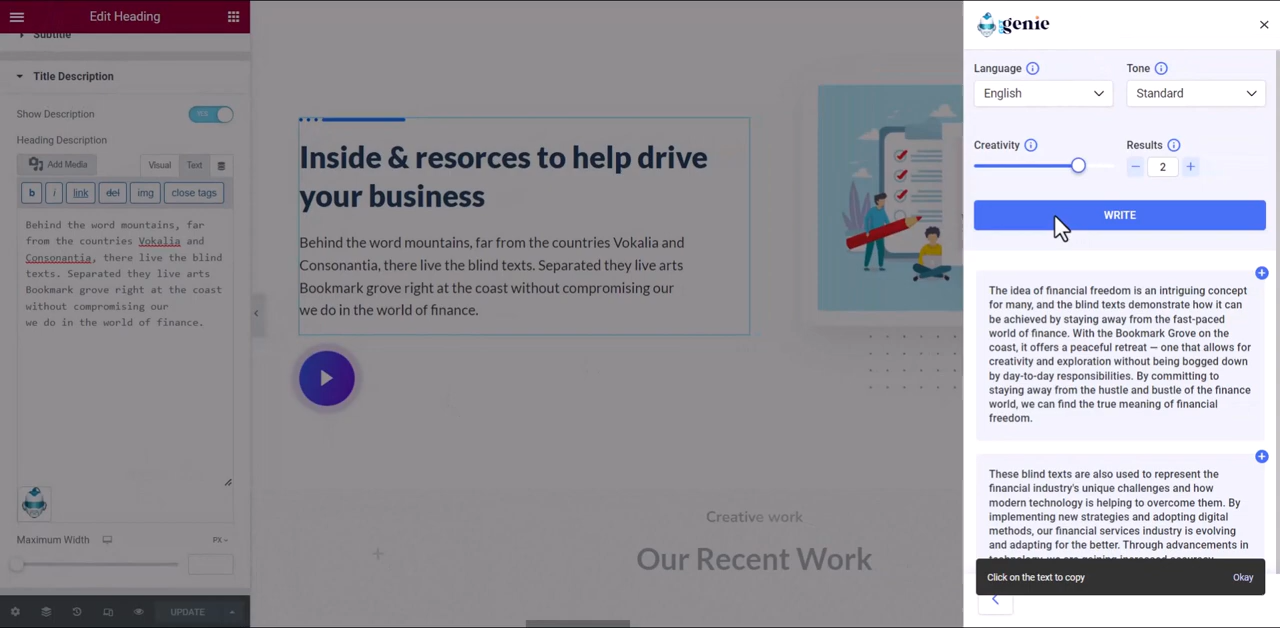 Edit Heading
Subtitle
Title Description
Show Description
YES
Heading Description
Add Media
Visual
Text
b
i
link
del
img
close tags
Behind the word mountains, far
from the countries Vokalia and
Consonantia, there live the blind
texts. Separated they live arts
Bookmark grove right at the coast
without compromising our
we do in the world of finance.
Maximum Width
PX
UPDATE
Inside & resorces to help drive
your business
Behind the word mountains, far from the countries Vokalia and
Consonantia, there live the blind texts. Separated they live arts
Bookmark grove right at the coast without compromising our
we do in the world of finance.
Creative work
Our Recent Work
genie
Language
Tone
English
Standard
Creativity
Results
2
WRITE
The idea of financial freedom is an intriguing concept
for many, and the blind texts demonstrate how it can
be achieved by staying away from the fast-paced
world of finance. With the Bookmark Grove on the
coast, it offers a peaceful retreat — one that allows for
creativity and exploration without being bogged down
by day-to-day responsibilities. By committing to
staying away from the hustle and bustle of the finance
world, we can find the true meaning of financial
freedom.
These blind texts are also used to represent the
financial industry's unique challenges and how
modern technology is helping to overcome them. By
implementing new strategies and adopting digital
methods, our financial services industry is evolving
and adapting for the better. Through advancements in
Click on the text to copy
Okay